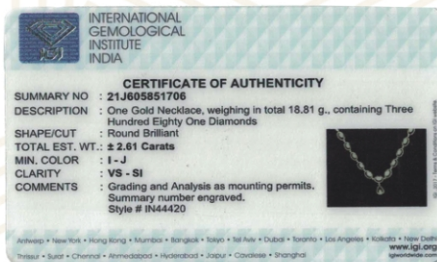 INTERNATIONAL
GEMOLOGICAL
INSTITUTE
INDIA
CERTIFICATE OF AUTHENTICITY
SUMMARY NO : 21J605851706
DESCRIPTION : One Gold Necklace, weighing in total 18.81 g., containing Three
Hundred Eighty One Diamonds
SHAPE/CUT : Round Brilliant
TOTAL EST. WT.: ± 2.61 Carats
MIN. COLOR : I - J
CLARITY : VS - SI
COMMENTS : Grading and Analysis as mounting permits.
Summary number engraved.
Style # IN44420
Antwerp • New York • Hong Kong • Mumbai • Bangkok • Tokyo • Tel Aviv • Dubai • Toronto • Los Angeles • Kolkata • New Delhi
www.igi.org
Thrissur • Surat • Chennai • Ahmedabad • Hyderabad • Jaipur • Cavalese • Shanghai
igiworldwide.com